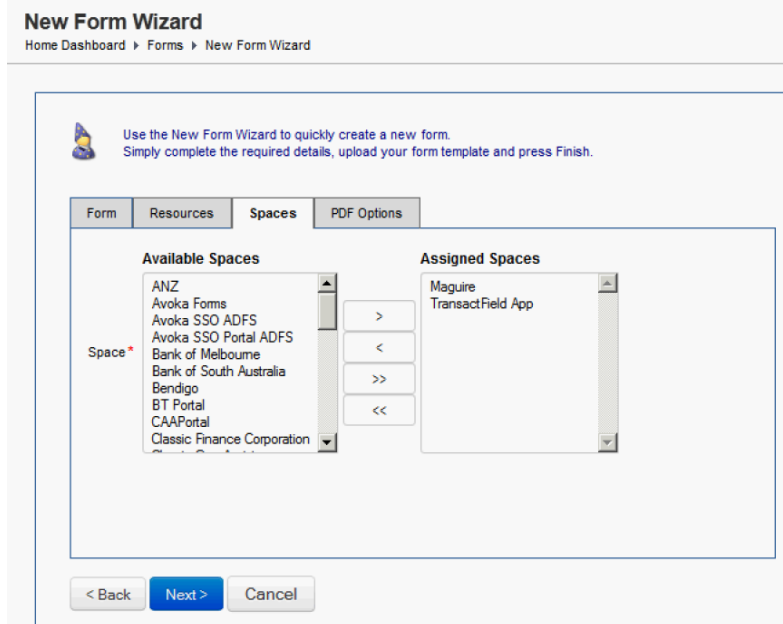 New Form Wizard
Home Dashboard ▸ Forms ▸ New Form Wizard
Use the New Form Wizard to quickly create a new form.
Simply complete the required details, upload your form template and press Finish.
Form Resources Spaces PDF Options
Available Spaces Assigned Spaces
Space*
ANZ
Avoka Forms
Avoka SSO ADFS
Avoka SSO Portal ADFS
Bank of Melbourne
Bank of South Australia
Bendigo
BT Portal
CAAPortal
Classic Finance Corporation
>
<
>>
<<
Maguire
TransactField App
< Back Next > Cancel